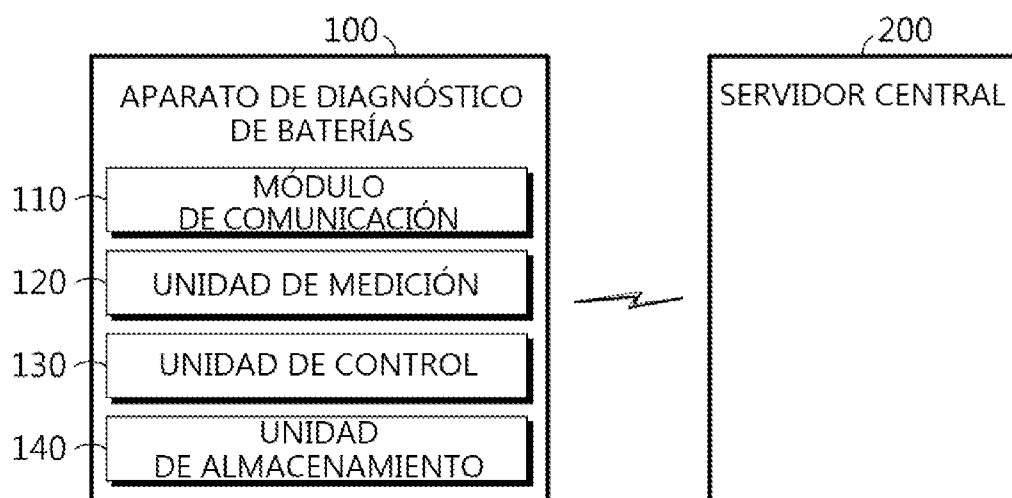 100
200
APARATO DE DIAGNÓSTICO
DE BATERÍAS
SERVIDOR CENTRAL
110
MÓDULO
DE COMUNICACIÓN
120
UNIDAD DE MEDICIÓN
130
UNIDAD DE CONTROL
140
UNIDAD
DE ALMACENAMIENTO